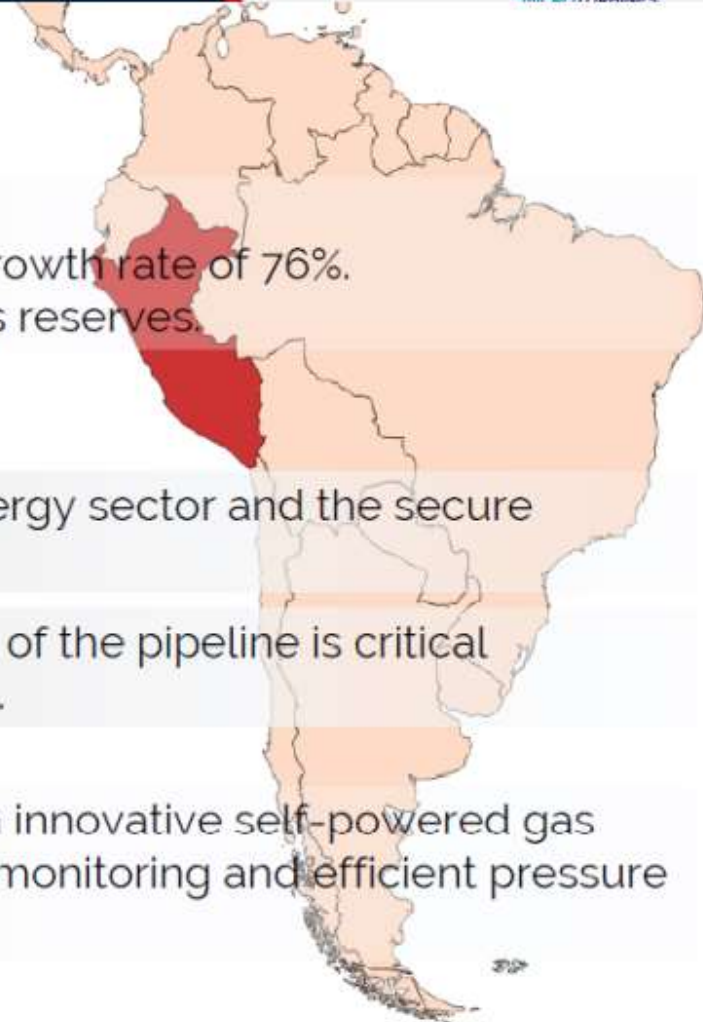 rowth rate of 76%.
s reserves.
ergy sector and the secure
of the pipeline is critical
.
innovative self-powered gas
monitoring and efficient pressure